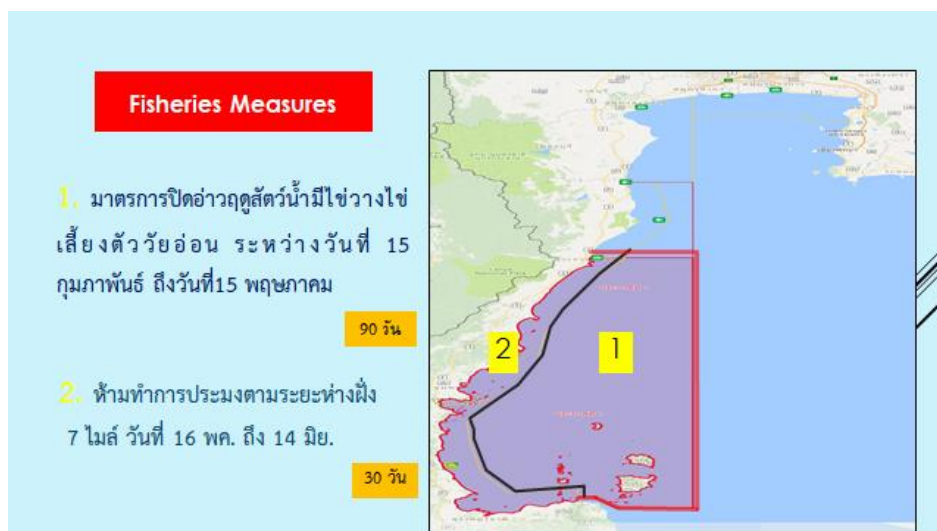 Fisheries Measures
1. มาตรการปิดอ่าวฤดูสัตว์น้ำมีไข่วางไข่
เลี้ยงตัววัยอ่อน ระหว่างวันที่ 15
กุมภาพันธ์ ถึงวันที่15 พฤษภาคม
90 วัน
2. ห้ามทำการประมงตามระยะห่างฝั่ง
7 ไมล์ วันที่ 16 พค. ถึง 14 มิย.
30 วัน
2
1